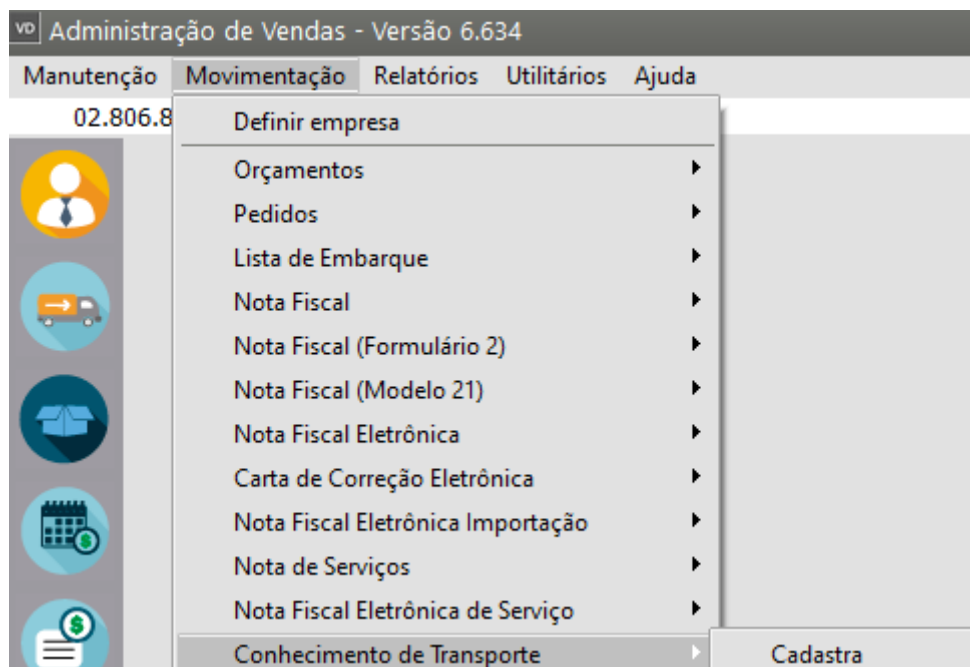 VD Administração de Vendas - Versão 6.634
Manutenção Movimentação Relatórios Utilitários Ajuda
02.806.8
Definir empresa
Orçamentos
Pedidos
Lista de Embarque
Nota Fiscal
Nota Fiscal (Formulário 2)
Nota Fiscal (Modelo 21)
Nota Fiscal Eletrônica
Carta de Correção Eletrônica
Nota Fiscal Eletrônica Importação
Nota de Serviços
Nota Fiscal Eletrônica de Serviço
Conhecimento de Transporte Cadastra